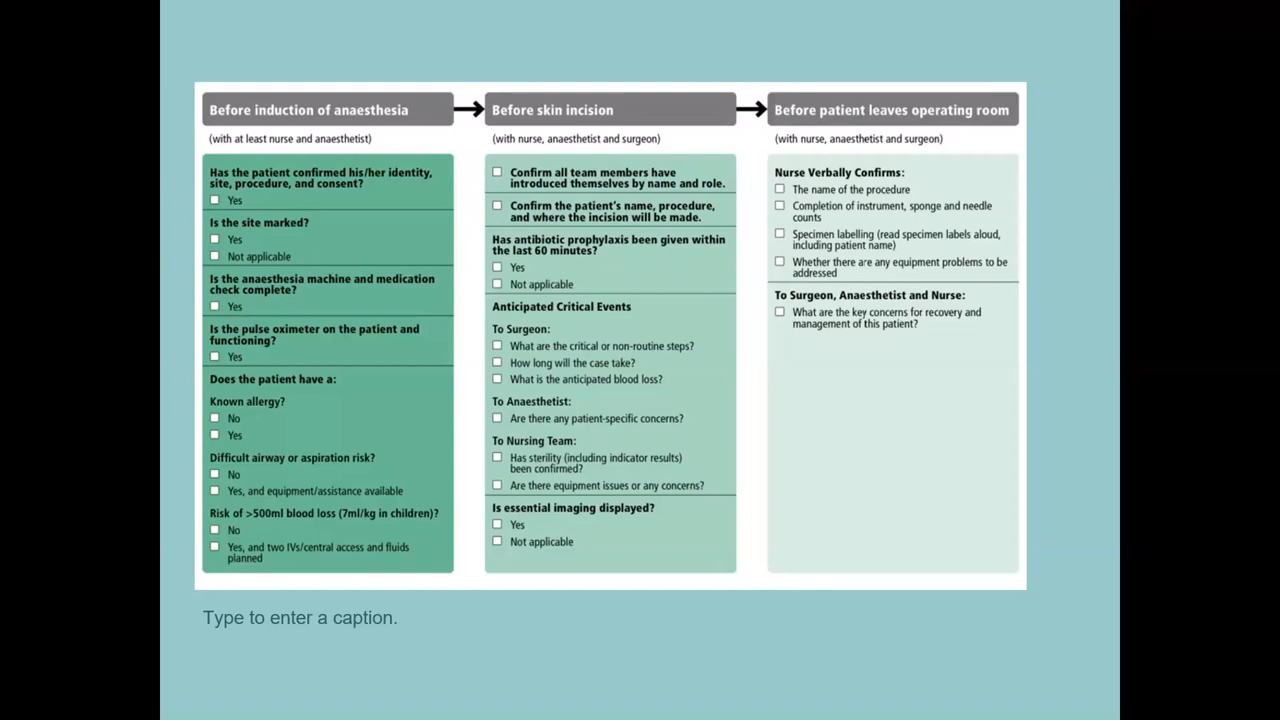 Before induction of anaesthesia
(with at least nurse and anaesthetist)
Has the patient confirmed his/her identity,
site, procedure, and consent?
Yes
Is the site marked?
Yes
Not applicable
Is the anaesthesia machine and medication
check complete?
Yes
Is the pulse oximeter on the patient and
functioning?
Yes
Does the patient have a:
Known allergy?
No
Yes
Difficult airway or aspiration risk?
No
Yes, and equipment/assistance available
Risk of >500ml blood loss (7ml/kg in children)?
No
Yes, and two IVs/central access and fluids
planned
Before skin incision
(with nurse, anaesthetist and surgeon)
Confirm all team members have
introduced themselves by name and role.
Confirm the patient's name, procedure,
and where the incision will be made.
Has antibiotic prophylaxis been given within
the last 60 minutes?
Yes
Not applicable
Anticipated Critical Events
To Surgeon:
What are the critical or non-routine steps?
How long will the case take?
What is the anticipated blood loss?
To Anaesthetist:
Are there any patient-specific concerns?
To Nursing Team:
Has sterility (including indicator results)
been confirmed?
Are there equipment issues or any concerns?
Is essential imaging displayed?
Yes
Not applicable
Before patient leaves operating room
(with nurse, anaesthetist and surgeon)
Nurse Verbally Confirms:
The name of the procedure
Completion of instrument, sponge and needle
counts
Specimen labelling (read specimen labels aloud,
including patient name)
Whether there are any equipment problems to be
addressed
To Surgeon, Anaesthetist and Nurse:
What are the key concerns for recovery and
management of this patient?
Type to enter a caption.